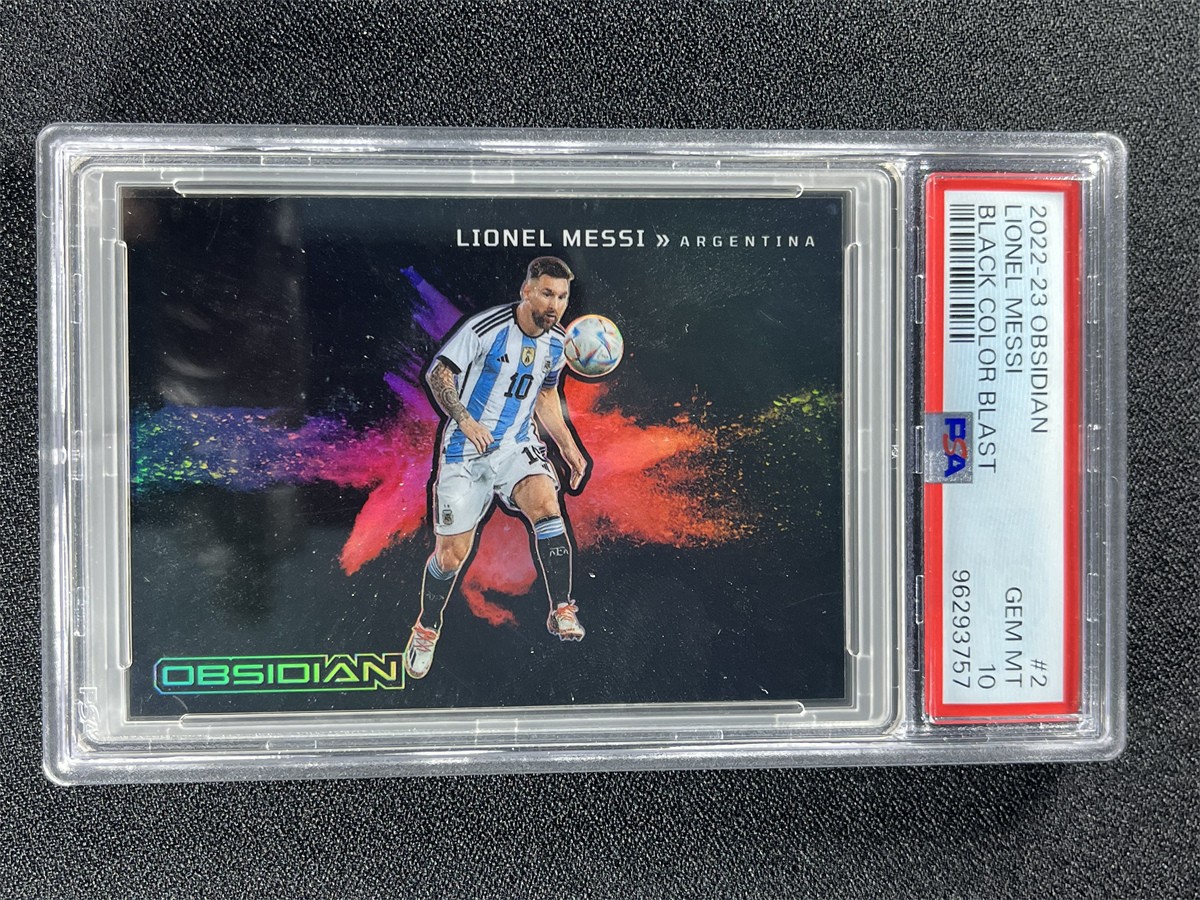 LIONEL MESSI » ARGENTINA
10
10
OBSIDIAN
2022-23 OBSIDIAN #2
LIONEL MESSI GEM MT
BLACK COLOR BLAST 10
96293757
PSA